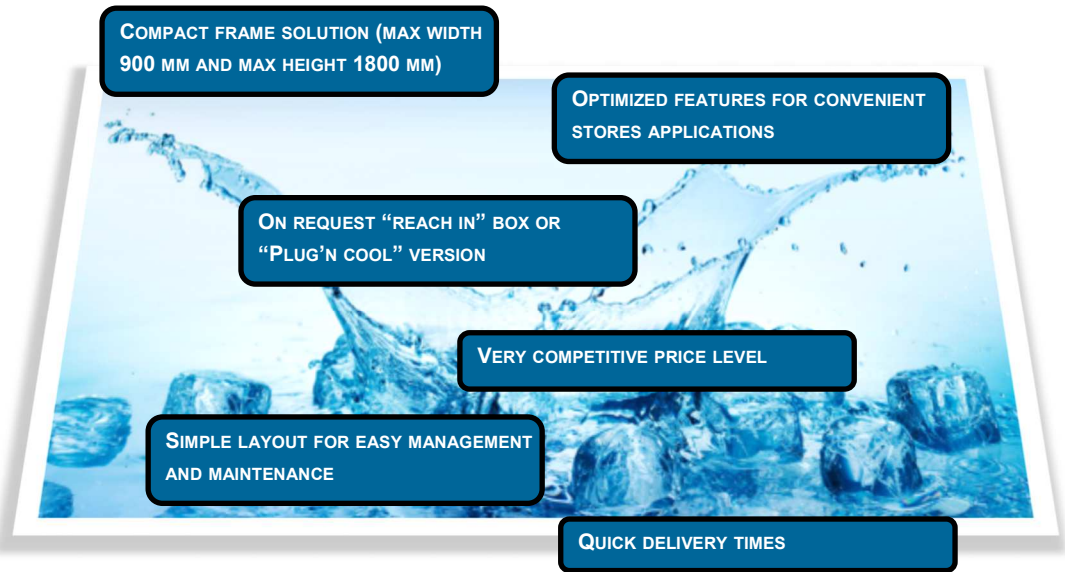 COMPACT FRAME SOLUTION (MAX WIDTH
900 MM AND MAX HEIGHT 1800 MM)
OPTIMIZED FEATURES FOR CONVENIENT
STORES APPLICATIONS
ON REQUEST “REACH IN” BOX OR
“PLUG’N COOL” VERSION
VERY COMPETITIVE PRICE LEVEL
SIMPLE LAYOUT FOR EASY MANAGEMENT
AND MAINTENANCE
QUICK DELIVERY TIMES